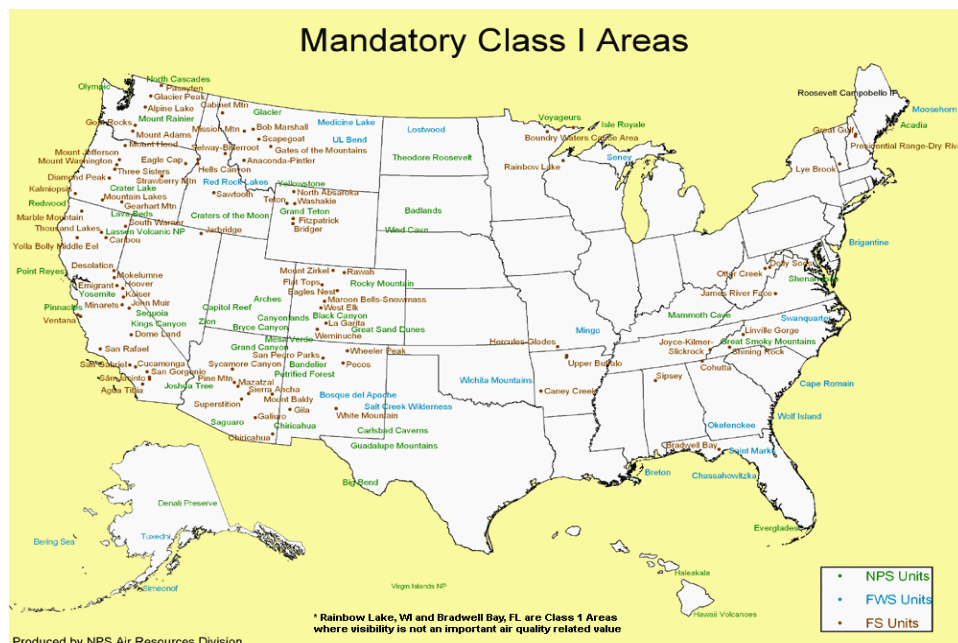 Mandatory Class I Areas
North Cascades
Olympic
Pasayten
Glacier Peak
Alpino Lake
Mount Rainier
Goat Rocks
Mount Adams
Mount Hood
Mount Jefferson
Mount Washington
Three Sisters
Diamond Peak
Eagle Cap
Strawberry Mtn
Hells Canyon
Kalmiopsis
Crater Lake
Mountain Lakes
Gearhart Mtn
Redwood
Lava Beds
Marble Mountain
South Warner
Thousand Lakes
Lassen Volcanic NP
Caribou
Yolla Bolly Middle Eel
Cabinet Mtn
Glacier
Mission Mtn
Bob Marshall
Scapegoat
Gates of the Mountains
Selway-Bitterroot
Anaconda-Pintler
Medicine Lake
UL Bend
Red Rock Lakes
Sawtooth
Craters of the Moon
Jarbridge
Yellowstone
North Absaroka
Teton
Washakie
Grand Teton
Fitzpatrick
Bridger
Lostwood
Theodore Roosevelt
Badlands
Wind Cave
Voyageurs
Isle Royale
Boundry Waters Canoe Area
Rainbow Lake
Seney
Roosevelt Campobello IP
Moosehorn
Acadia
Great Gulf
Presidential Range-Dry Riv
Lye Brook
Brigantine
Point Reyes
Desolation
Mokelumne
Emigrant
Hoover
Yosemite
Kaiser
Pinnacles
Minarets
John Muir
Ventana
Sequoia
Kings Canyon
Dome Land
San Rafael
San Gabriel
Cucamonga
San Gorgonio
San Jacinto
Agua Tibia
Joshua Tree
Mount Zirkel
Rawah
Flat Tops
Rocky Mountain
Eagles Nest
Arches
Maroon Bells-Snowmass
West Elk
Capitol Reef
Canyonlands
Black Canyon
La Garita
Zion
Bryce Canyon
Weminuche
Great Sand Dunes
Mesa Verde
Grand Canyon
San Pedro Parks
Wheeler Peak
Sycamore Canyon
Bandelier
Pecos
Petrified Forest
Pine Mtn
Mazatzal
Sierra Ancha
Mount Baldy
Superstition
Gila
Galiuro
Saguaro
Chiricahua
Chiricahua
Bosque del Apache
Salt Creek Wilderness
White Mountain
Carlsbad Caverns
Guadalupe Mountains
Big Bend
Wichita Mountains
Mingo
Hercules-Glades
Upper Buffalo
Caney Creek
Mammoth Cave
Otter Creek
Dolly Sods
Shenandoah
James River Face
Swanquarter
Linville Gorge
Joyce-Kilmer-
Slickrock
Great Smoky Mountains
Shining Rock
Cohutta
Sipsey
Cape Romain
Wolf Island
Okefenokee
Bradwell Bay
Saint Marks
Chassahowitzka
Breton
Everglades
Denali Preserve
Bering Sea
Tuxedni
Simeonof
Virgin Islands NP
Haleakala
Hawaii Volcanoes
NPS Units
FWS Units
FS Units
* Rainbow Lake, WI and Bradwell Bay, FL are Class 1 Areas
where visibility is not an important air quality related value
Produced by NPS Air Resources Division